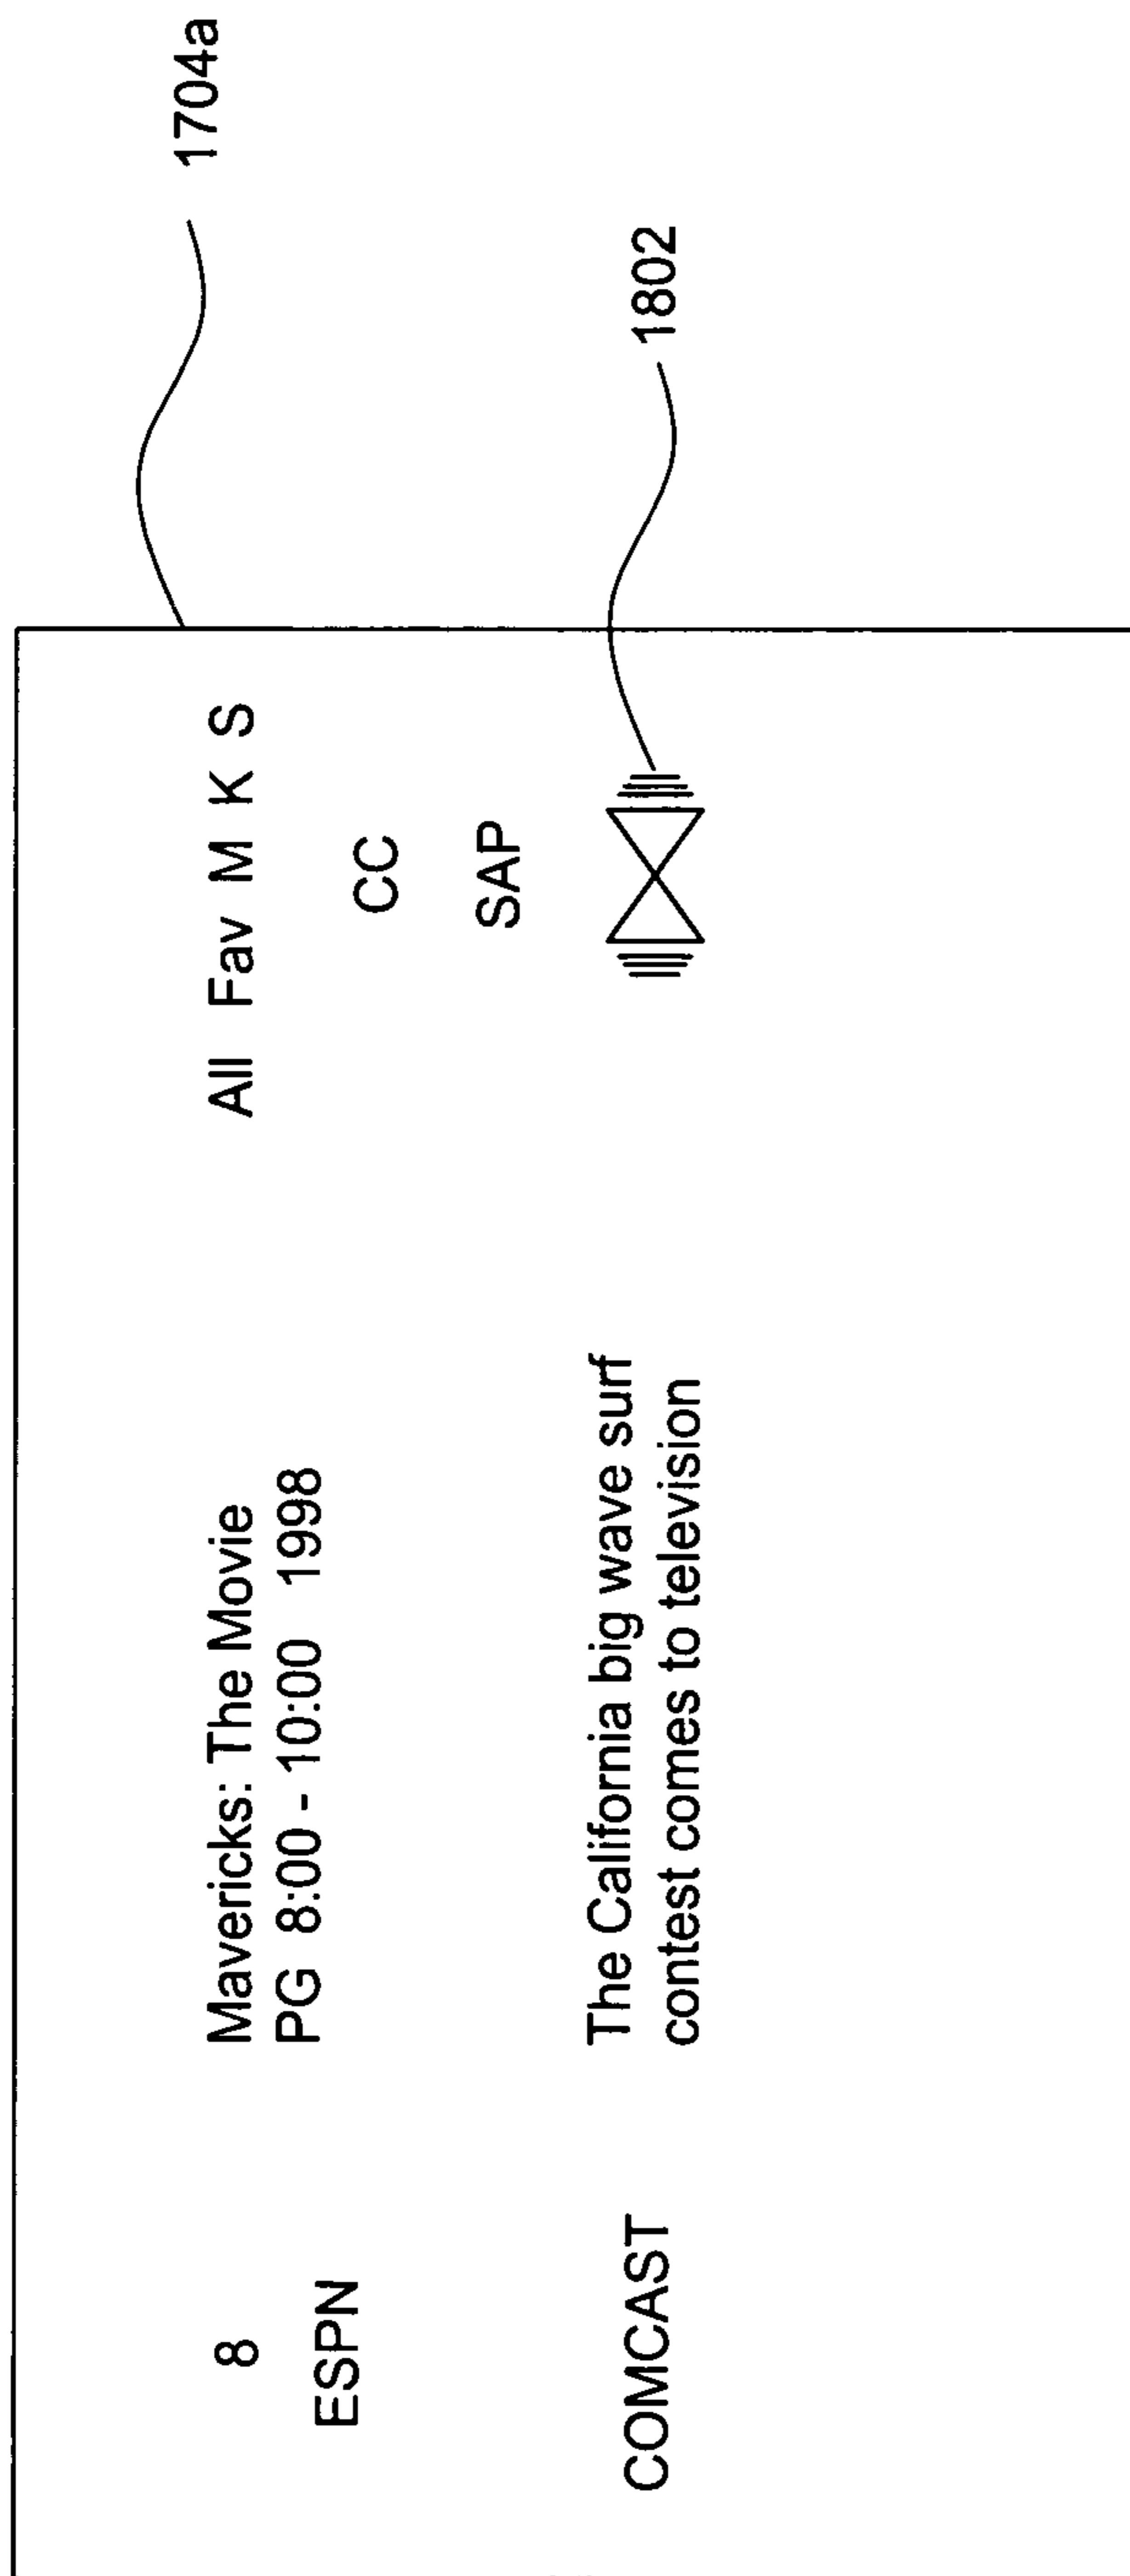 1704a
All Fav M K S
8
Mavericks: The Movie
ESPN
PG 8:00 - 10:00 1998
CC
SAP
1802
COMCAST
The California big wave surf
contest comes to television